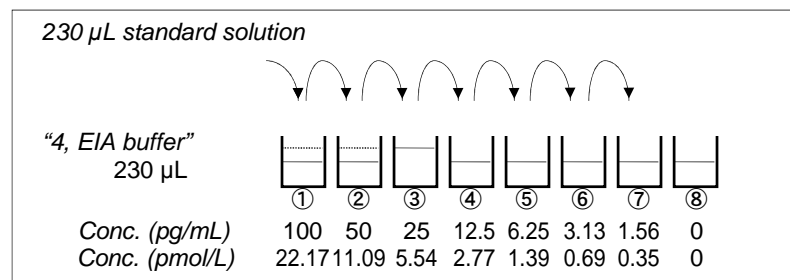 230 µL standard solution
“4, EIA buffer”
230 µL
① ② ③ ④ ⑤ ⑥ ⑦ ⑧
Conc. (pg/mL) 100 50 25 12.5 6.25 3.13 1.56 0
Conc. (pmol/L) 22.17 11.09 5.54 2.77 1.39 0.69 0.35 0